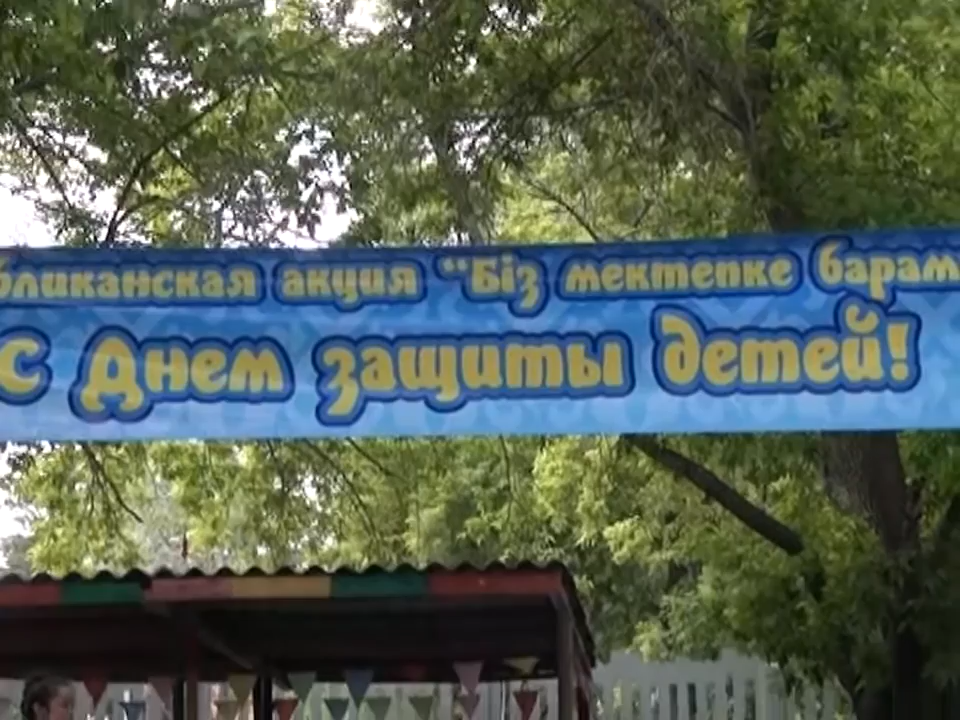 бликанская акция "Біз мектепке барам
С Днем защиты детей!